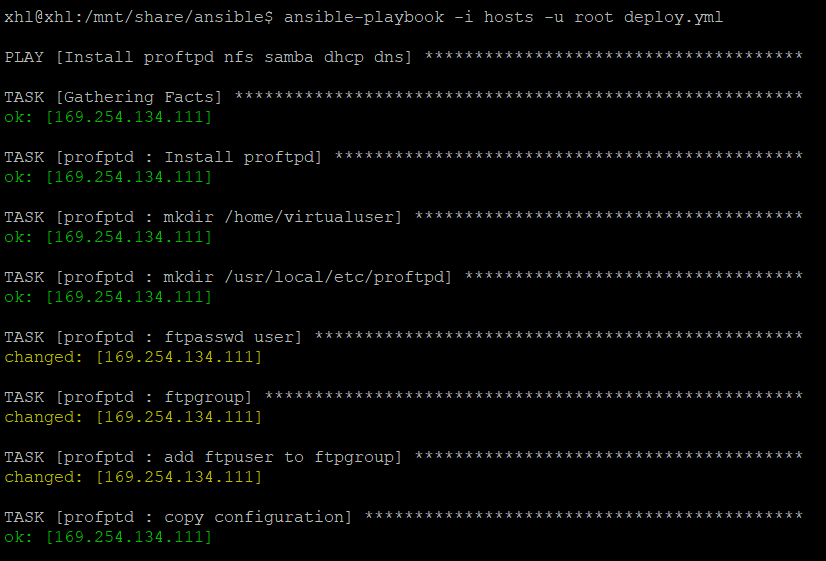 xhl@xhl:/mnt/share/ansible$ ansible-playbook -i hosts -u root deploy.yml
PLAY [Install proftpd nfs samba dhcp dns] **************************************
TASK [Gathering Facts] *********************************************************
ok: [169.254.134.111]
TASK [profptd : Install proftpd] ***********************************************
ok: [169.254.134.111]
TASK [profptd : mkdir /home/virtualuser] ***************************************
ok: [169.254.134.111]
TASK [profptd : mkdir /usr/local/etc/proftpd] **********************************
ok: [169.254.134.111]
TASK [profptd : ftpasswd user] *************************************************
changed: [169.254.134.111]
TASK [profptd : ftpgroup] ******************************************************
changed: [169.254.134.111]
TASK [profptd : add ftpuser to ftpgroup] ***************************************
changed: [169.254.134.111]
TASK [profptd : copy configuration] ********************************************
ok: [169.254.134.111]